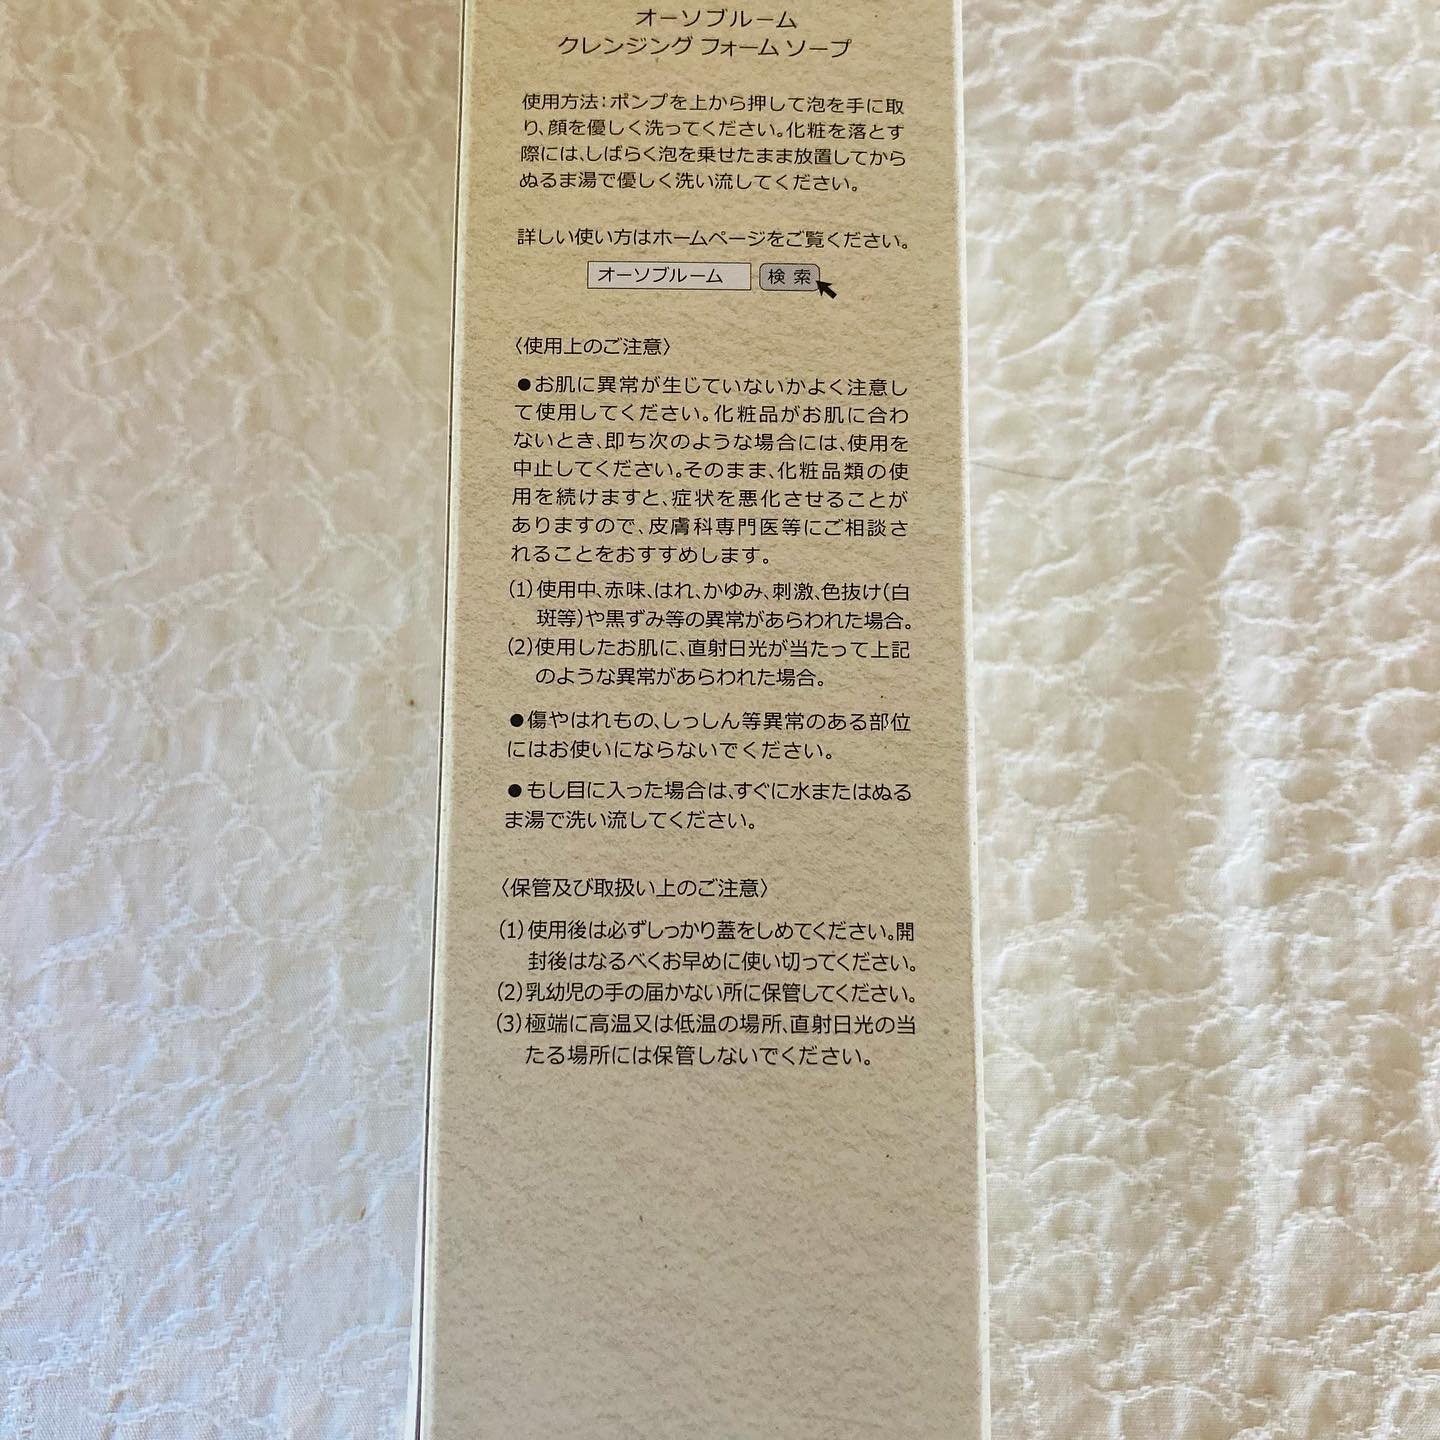 オーソブルーム
クレンジング フォーム ソープ
使用方法:ポンプを上から押して泡を手に取
り、顔を優しく洗ってください。化粧を落とす
際には、しばらく泡を乗せたまま放置してから
ぬるま湯で優しく洗い流してください。
詳しい使い方はホームページをご覧ください。
オーソブルーム 検索
〈使用上のご注意〉
●お肌に異常が生じていないかよく注意し
て使用してください。化粧品がお肌に合わ
ないとき、即ち次のような場合には、使用を
中止してください。そのまま、化粧品類の使
用を続けますと、症状を悪化させることが
ありますので、皮膚科専門医等にご相談さ
れることをおすすめします。
(1)使用中、赤味、はれ、かゆみ、刺激、色抜け(白
斑等)や黒ずみ等の異常があらわれた場合。
(2)使用したお肌に、直射日光が当たって上記
のような異常があらわれた場合。
●傷やはれもの、しっしん等異常のある部位
にはお使いにならないでください。
●もし目に入った場合は、すぐに水またはぬる
ま湯で洗い流してください。
〈保管及び取扱い上のご注意〉
(1)使用後は必ずしっかり蓋をしめてください。開
封後はなるべくお早めに使い切ってください。
(2)乳幼児の手の届かない所に保管してください。
(3)極端に高温又は低温の場所、直射日光の当
たる場所には保管しないでください。